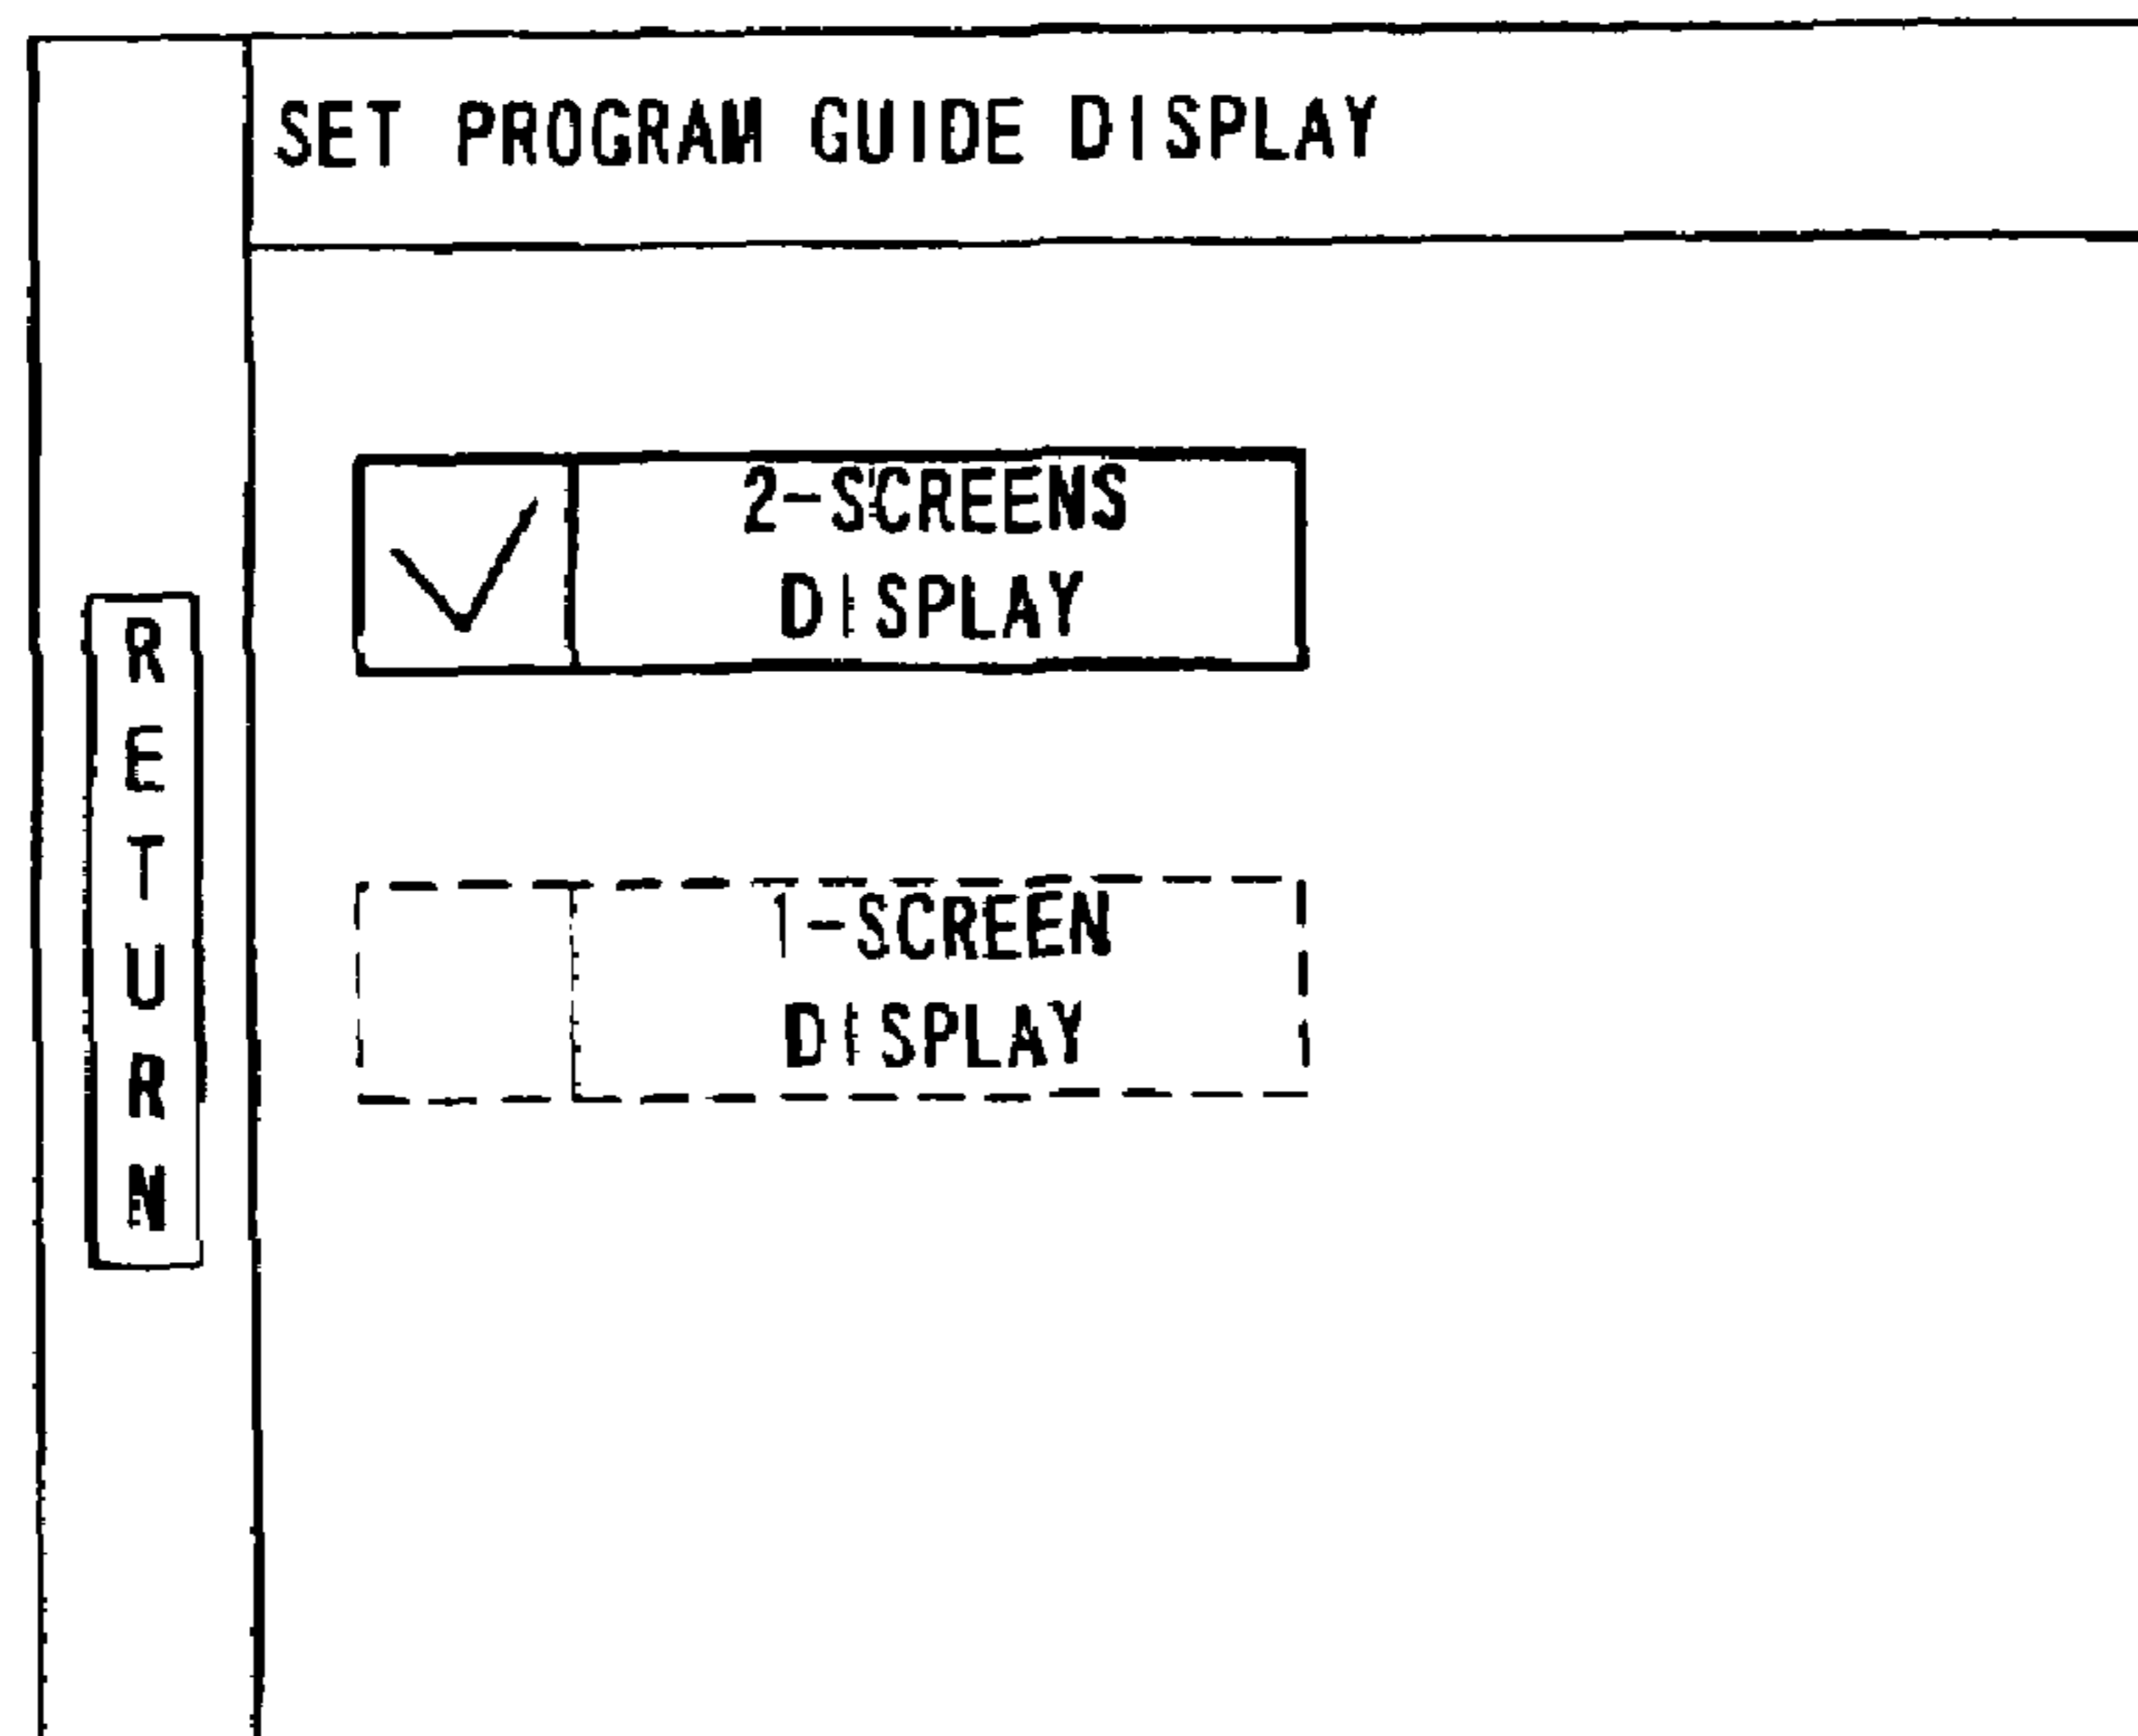 SET PROGRAM GUIDE DISPLAY
2-SCREENS
DISPLAY
1-SCREEN
DISPLAY
RETURN